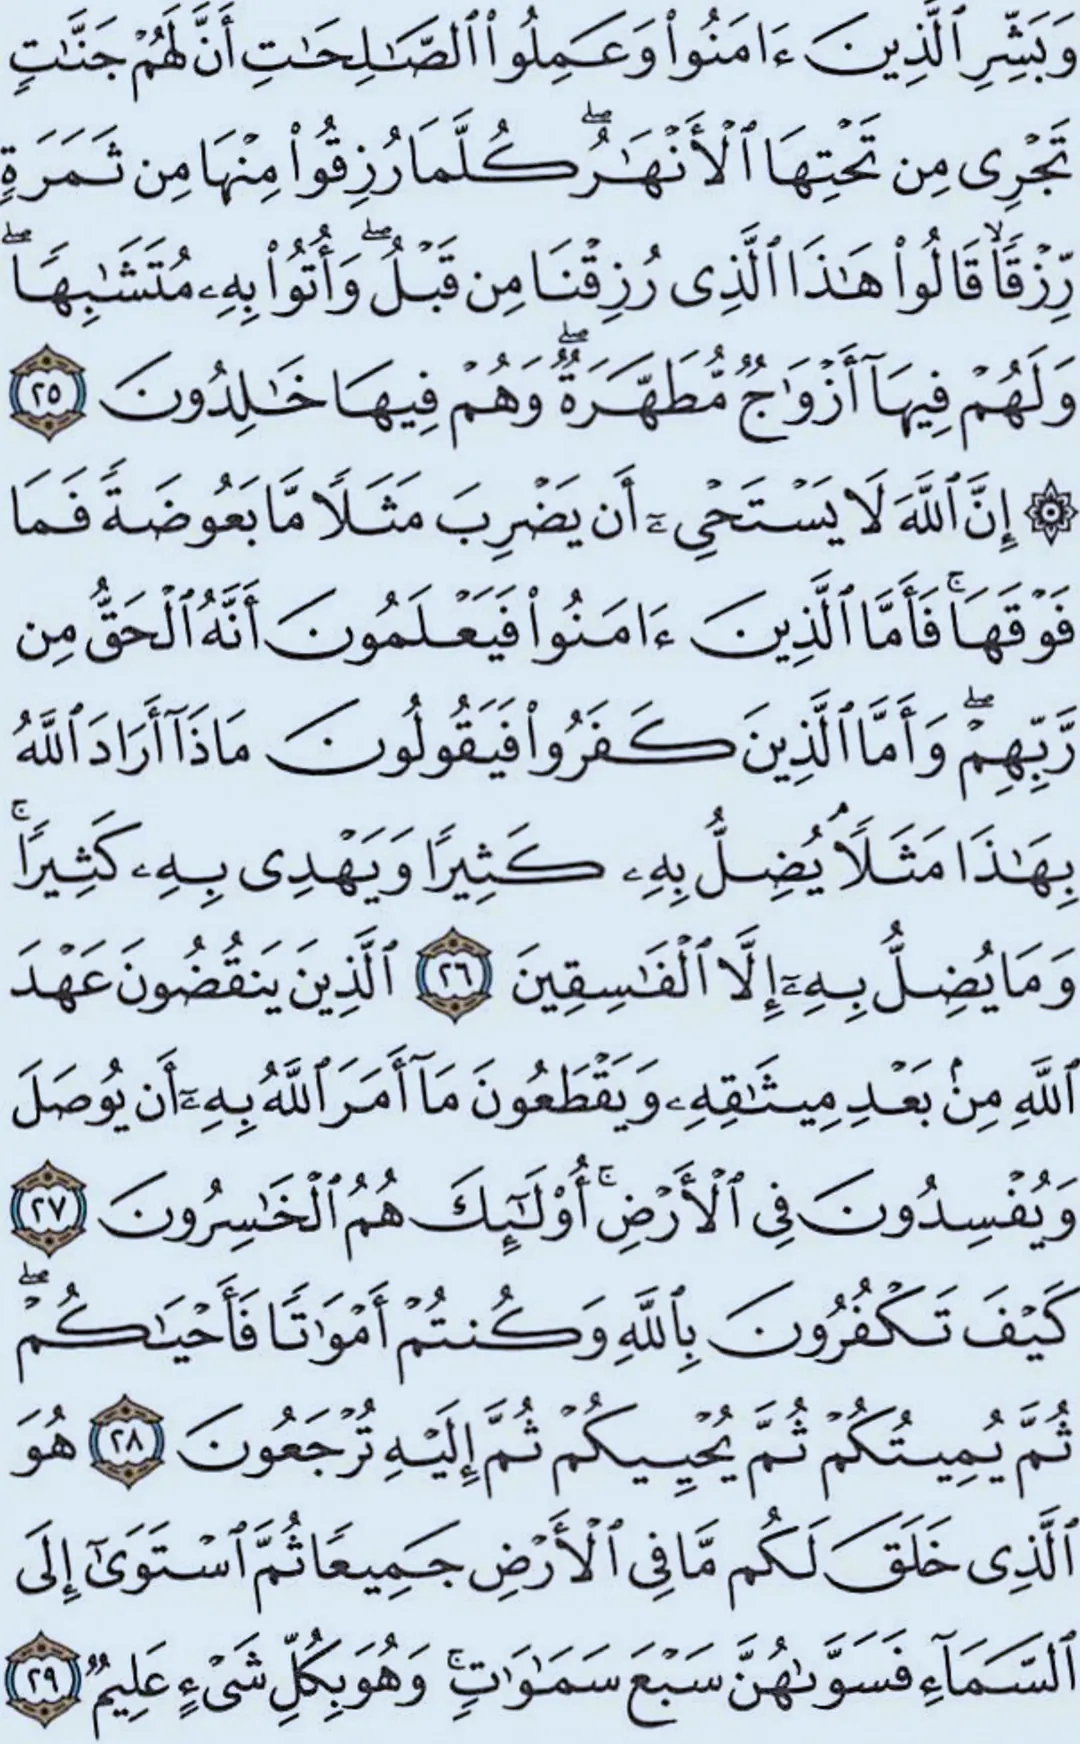 وَبَشِّرِ ٱلَّذِينَ ءَامَنُوا۟ وَعَمِلُوا۟ ٱلصَّـٰلِحَـٰتِ أَنَّ لَهُمْ جَنَّـٰتٍ
تَجْرِى مِن تَحْتِهَا ٱلْأَنْهَـٰرُ ۖ كُلَّمَا رُزِقُوا۟ مِنْهَا مِن ثَمَرَةٍ
رِّزْقًا ۙ قَالُوا۟ هَـٰذَا ٱلَّذِى رُزِقْنَا مِن قَبْلُ ۖ وَأُتُوا۟ بِهِۦ مُتَشَـٰبِهًا ۖ
وَلَهُمْ فِيهَآ أَزْوَٰجٌ مُّطَهَّرَةٌ ۖ وَهُمْ فِيهَا خَـٰلِدُونَ ٢٥
۞ إِنَّ ٱللَّهَ لَا يَسْتَحْىِۦٓ أَن يَضْرِبَ مَثَلًا مَّا بَعُوضَةً فَمَا
فَوْقَهَا ۚ فَأَمَّا ٱلَّذِينَ ءَامَنُوا۟ فَيَعْلَمُونَ أَنَّهُ ٱلْحَقُّ مِن
رَّبِّهِمْ ۖ وَأَمَّا ٱلَّذِينَ كَفَرُوا۟ فَيَقُولُونَ مَاذَآ أَرَادَ ٱللَّهُ
بِهَـٰذَا مَثَلًا ۘ يُضِلُّ بِهِۦ كَثِيرًا وَيَهْدِى بِهِۦ كَثِيرًا ۚ
وَمَا يُضِلُّ بِهِۦٓ إِلَّا ٱلْفَـٰسِقِينَ ٢٦ ٱلَّذِينَ يَنقُضُونَ عَهْدَ
ٱللَّهِ مِنۢ بَعْدِ مِيثَـٰقِهِۦ وَيَقْطَعُونَ مَآ أَمَرَ ٱللَّهُ بِهِۦٓ أَن يُوصَلَ
وَيُفْسِدُونَ فِى ٱلْأَرْضِ ۚ أُو۟لَـٰٓئِكَ هُمُ ٱلْخَـٰسِرُونَ ٢٧
كَيْفَ تَكْفُرُونَ بِٱللَّهِ وَكُنتُمْ أَمْوَٰتًا فَأَحْيَـٰكُمْ ۖ
ثُمَّ يُمِيتُكُمْ ثُمَّ يُحْيِيكُمْ ثُمَّ إِلَيْهِ تُرْجَعُونَ ٢٨ هُوَ
ٱلَّذِى خَلَقَ لَكُم مَّا فِى ٱلْأَرْضِ جَمِيعًا ثُمَّ ٱسْتَوَىٰٓ إِلَى
ٱلسَّمَآءِ فَسَوَّىٰهُنَّ سَبْعَ سَمَـٰوَٰتٍ ۚ وَهُوَ بِكُلِّ شَىْءٍ عَلِيمٌ ٢٩